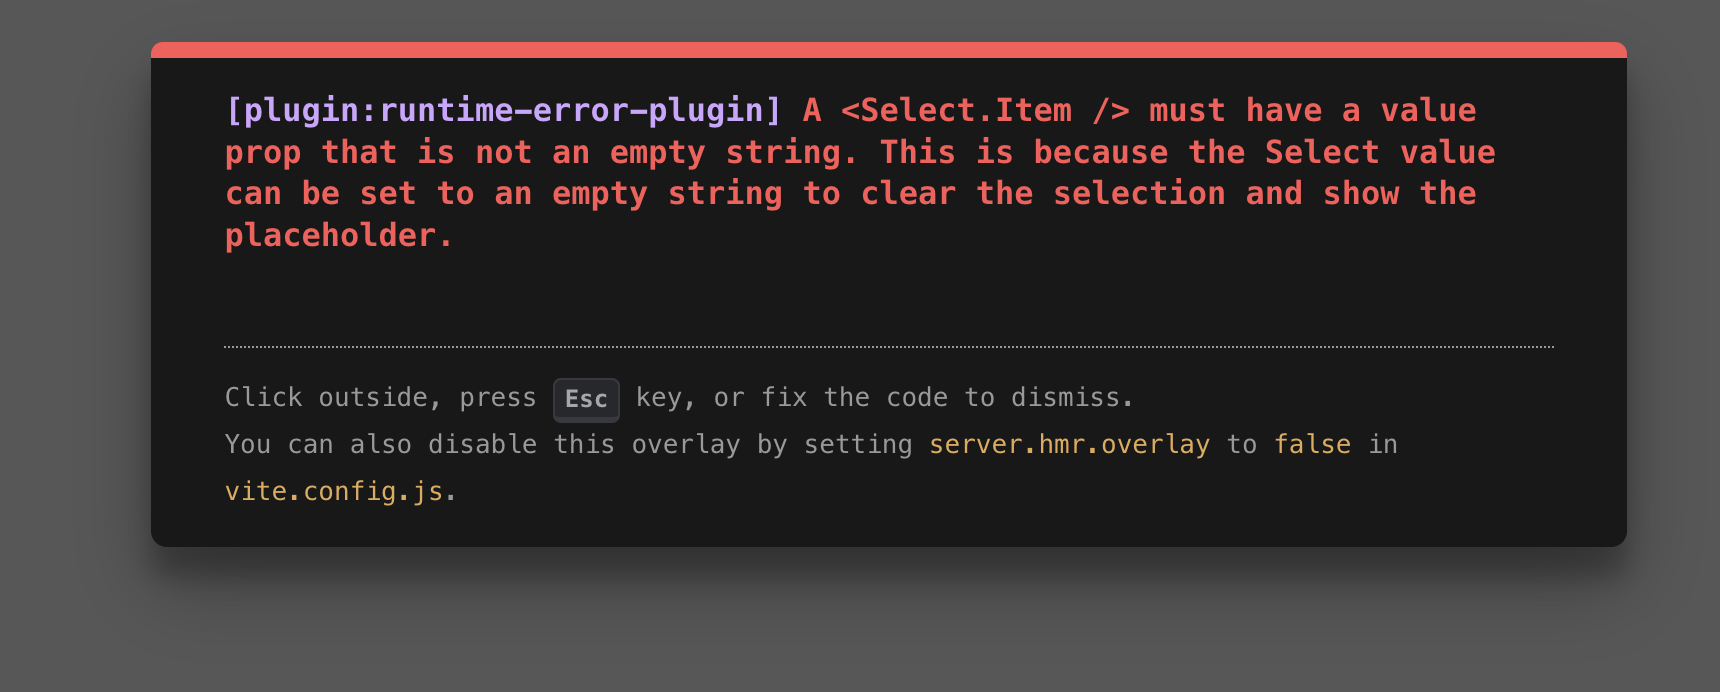 [plugin:runtime-error-plugin] A <Select.Item /> must have a value
prop that is not an empty string. This is because the Select value
can be set to an empty string to clear the selection and show the
placeholder.
Click outside, press Esc key, or fix the code to dismiss.
You can also disable this overlay by setting server.hmr.overlay to false in
vite.config.js.